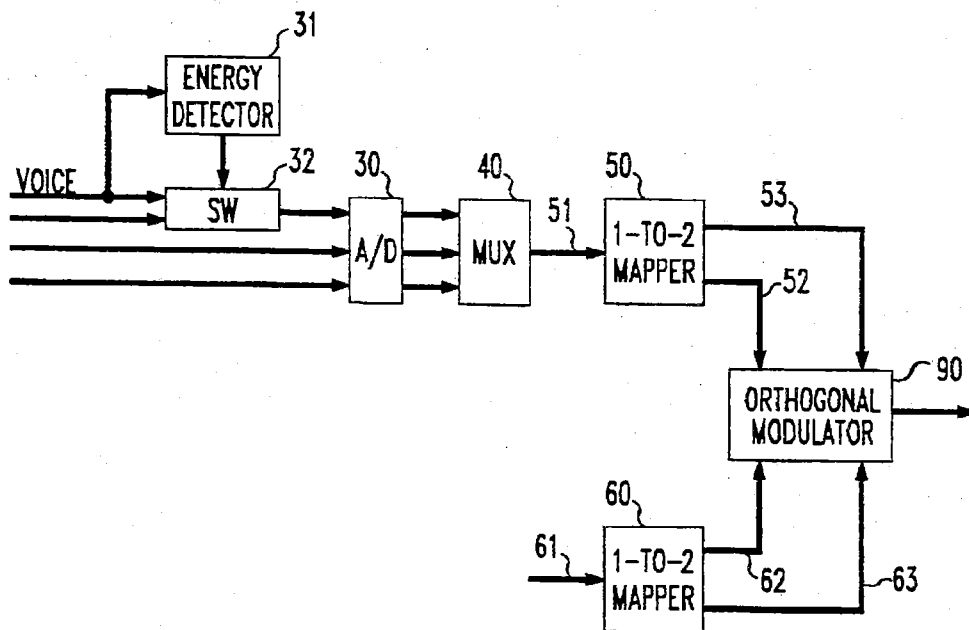 31
ENERGY
DETECTOR
32
VOICE
SW
30
A/D
40
MUX
51
50
1-TO-2
MAPPER
53
52
90
ORTHOGONAL
MODULATOR
60
61
1-TO-2
MAPPER
62
63